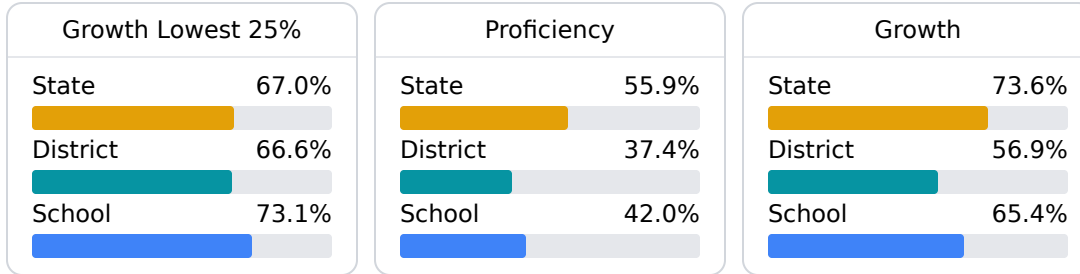 Growth Lowest 25%
State 67.0%
District 66.6%
School 73.1%
Proficiency
State 55.9%
District 37.4%
School 42.0%
Growth
State 73.6%
District 56.9%
School 65.4%